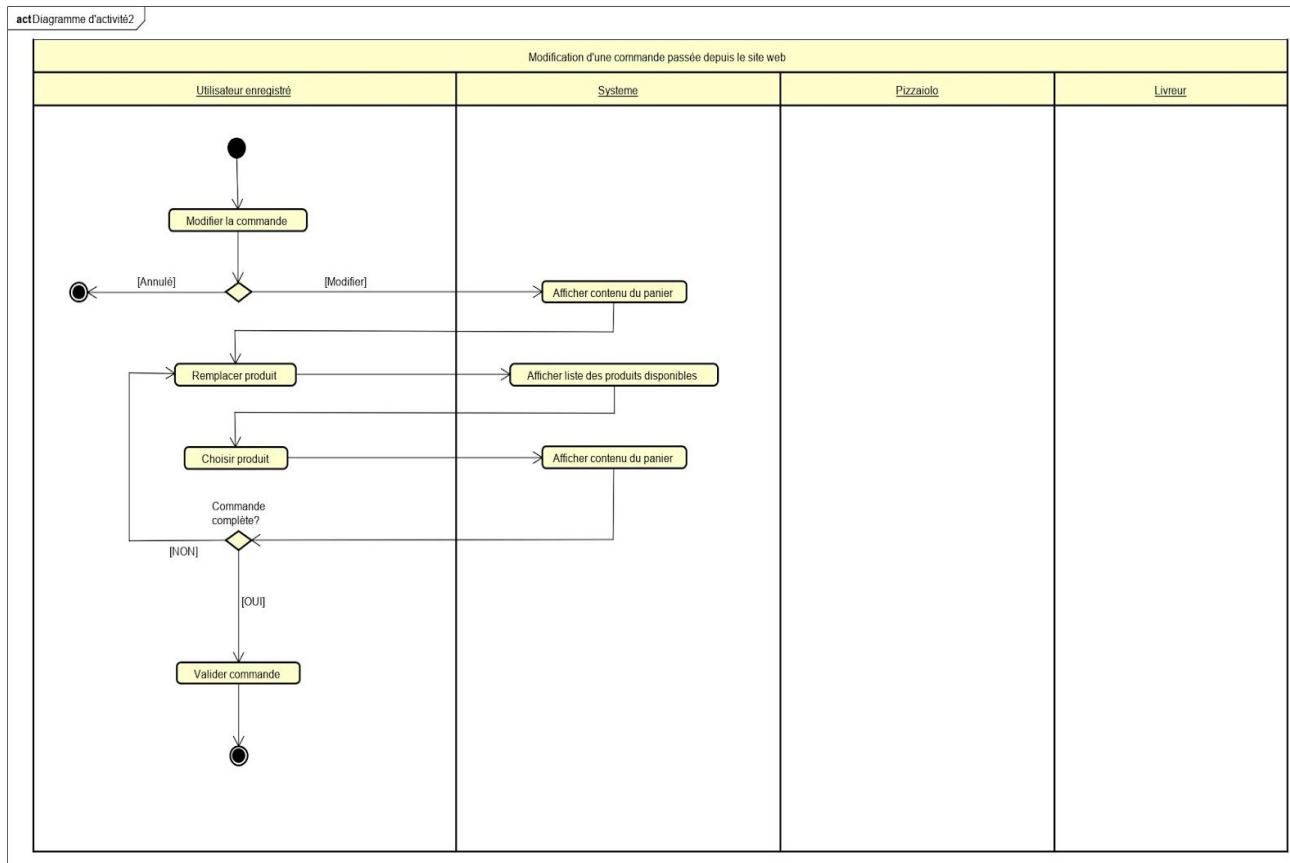 act Diagramme d'activité2
Modification d'une commande passée depuis le site web
Utilisateur enregistré
Systeme
Pizzaiolo
Livreur
Modifier la commande
[Annulé]
[Modifier]
Afficher contenu du panier
Remplacer produit
Afficher liste des produits disponibles
Choisir produit
Afficher contenu du panier
Commande
complète?
[NON]
[OUI]
Valider commande